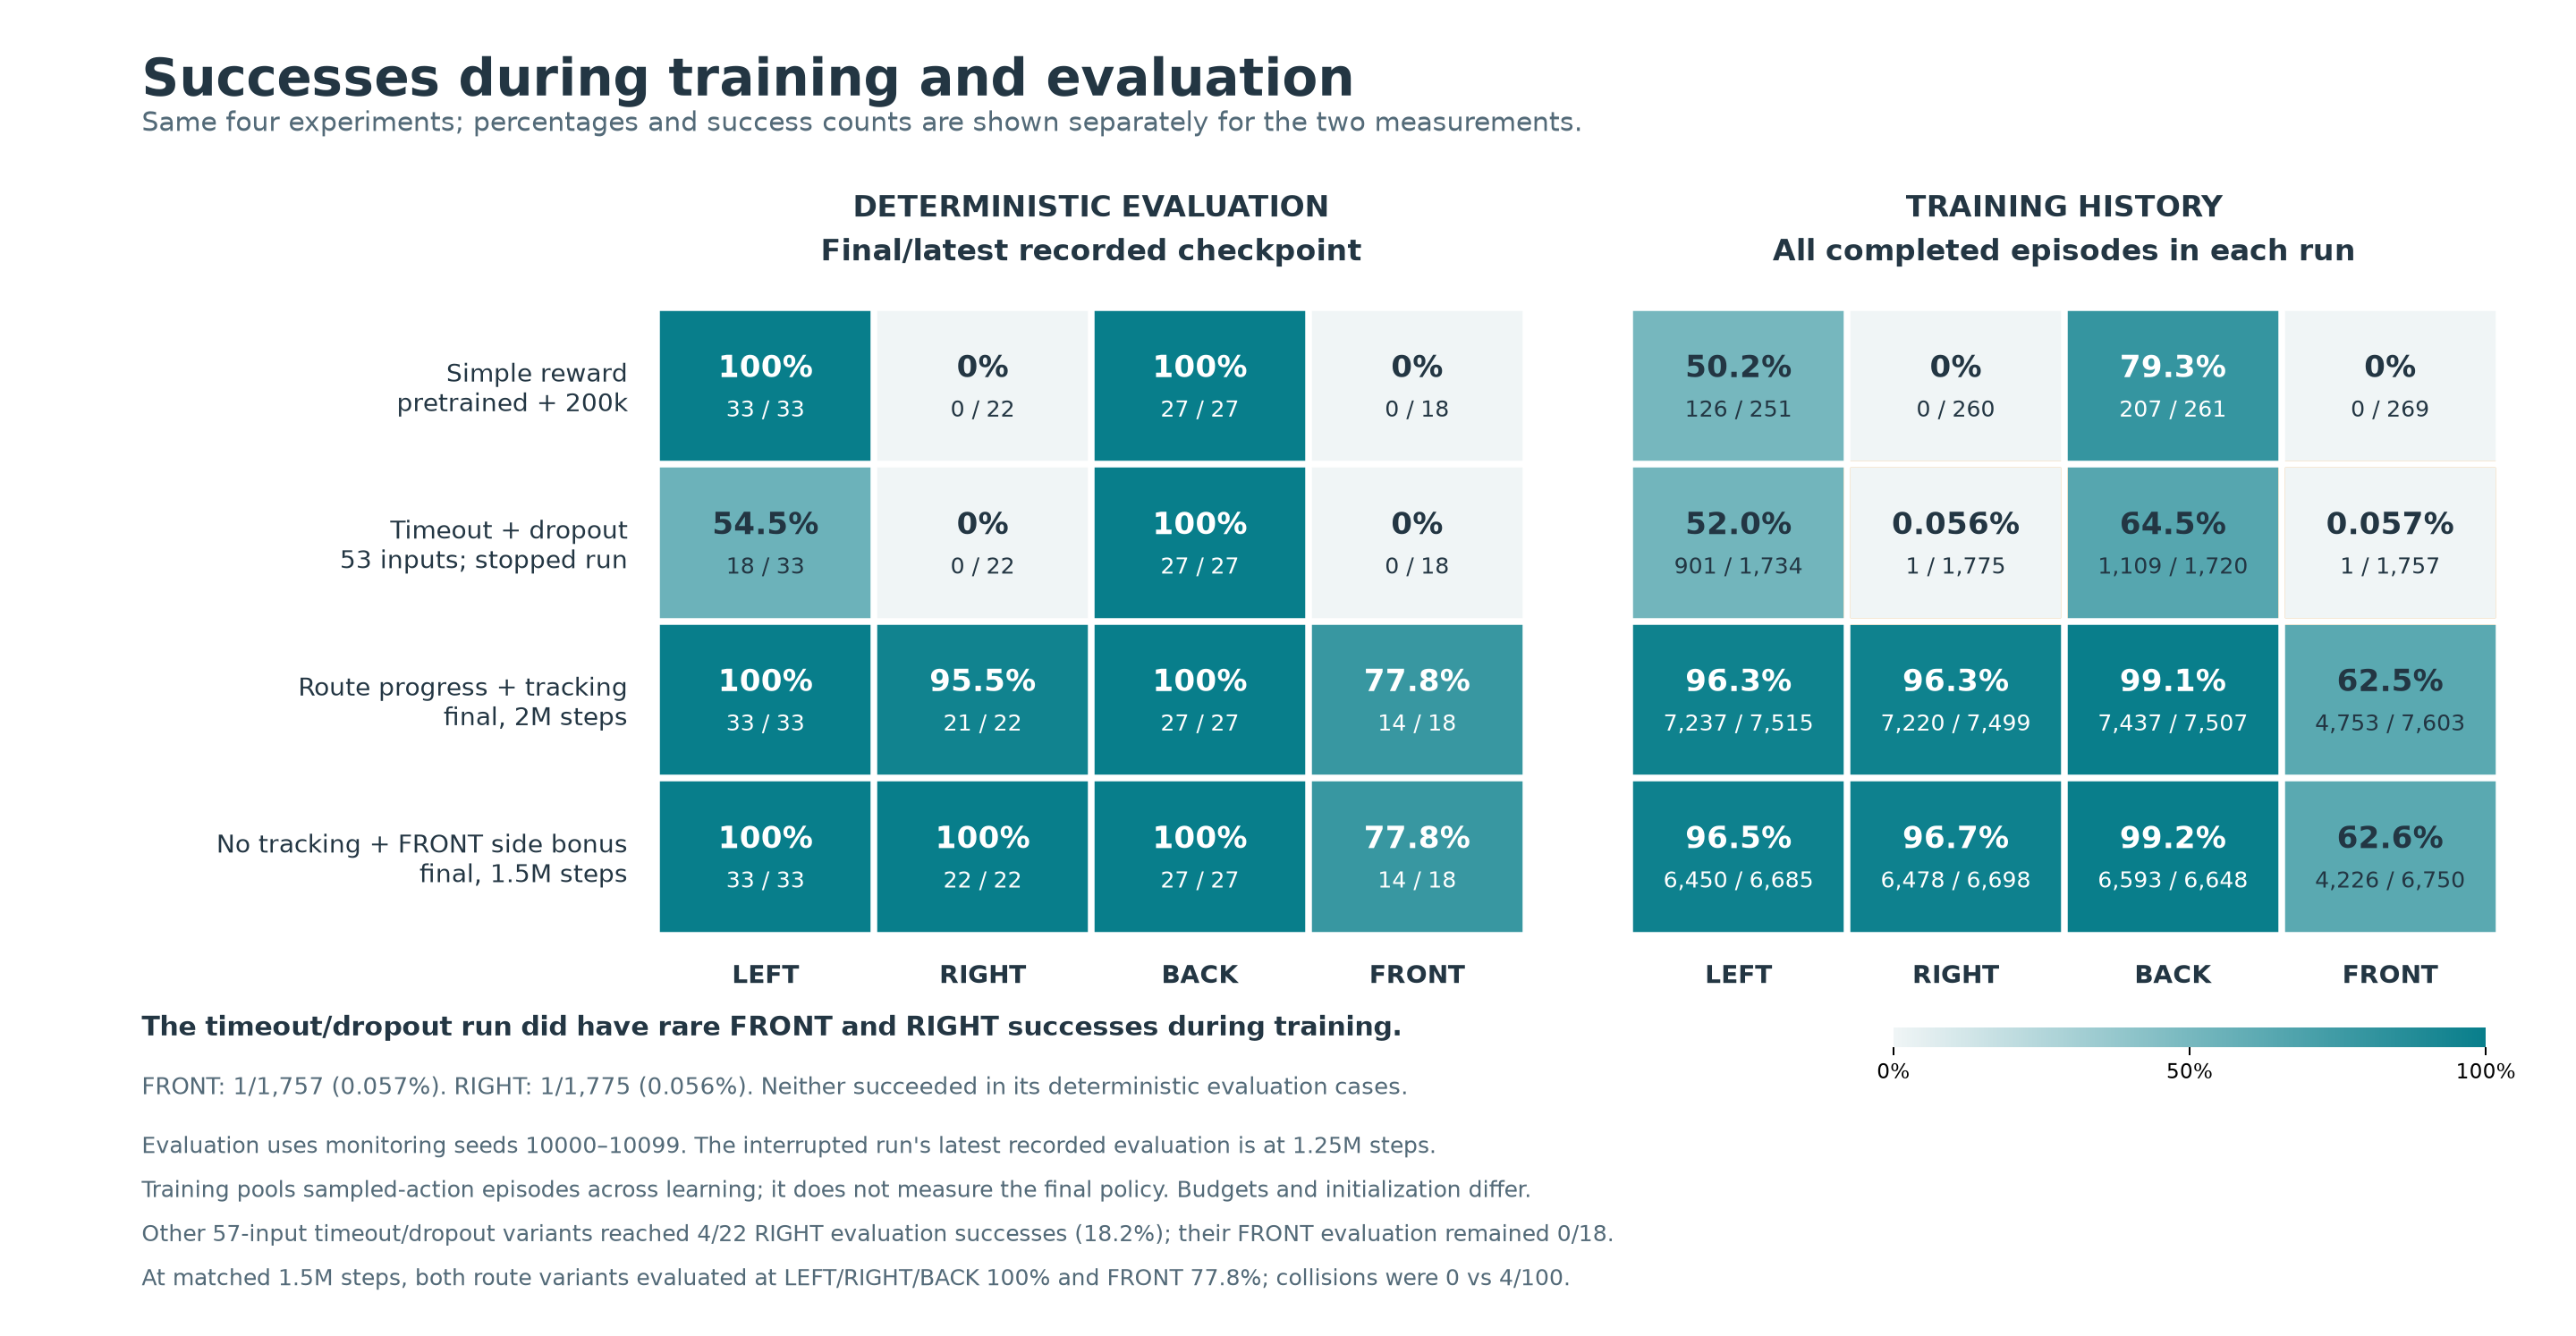 Successes during training and evaluation
Same four experiments; percentages and success counts are shown separately for the two measurements.
DETERMINISTIC EVALUATION
Final/latest recorded checkpoint
TRAINING HISTORY
All completed episodes in each run
Simple reward
pretrained + 200k
100% 0% 100% 0% 50.2% 0% 79.3% 0%
33 / 33 0 / 22 27 / 27 0 / 18 126 / 251 0 / 260 207 / 261 0 / 269
Timeout + dropout
53 inputs; stopped run
54.5% 0% 100% 0% 52.0% 0.056% 64.5% 0.057%
18 / 33 0 / 22 27 / 27 0 / 18 901 / 1,734 1 / 1,775 1,109 / 1,720 1 / 1,757
Route progress + tracking
final, 2M steps
100% 95.5% 100% 77.8% 96.3% 96.3% 99.1% 62.5%
33 / 33 21 / 22 27 / 27 14 / 18 7,237 / 7,515 7,220 / 7,499 7,437 / 7,507 4,753 / 7,603
No tracking + FRONT side bonus
final, 1.5M steps
100% 100% 100% 77.8% 96.5% 96.7% 99.2% 62.6%
33 / 33 22 / 22 27 / 27 14 / 18 6,450 / 6,685 6,478 / 6,698 6,593 / 6,648 4,226 / 6,750
LEFT RIGHT BACK FRONT LEFT RIGHT BACK FRONT
The timeout/dropout run did have rare FRONT and RIGHT successes during training.
0% 50% 100%
FRONT: 1/1,757 (0.057%). RIGHT: 1/1,775 (0.056%). Neither succeeded in its deterministic evaluation cases.
Evaluation uses monitoring seeds 10000–10099. The interrupted run's latest recorded evaluation is at 1.25M steps.
Training pools sampled-action episodes across learning; it does not measure the final policy. Budgets and initialization differ.
Other 57-input timeout/dropout variants reached 4/22 RIGHT evaluation successes (18.2%); their FRONT evaluation remained 0/18.
At matched 1.5M steps, both route variants evaluated at LEFT/RIGHT/BACK 100% and FRONT 77.8%; collisions were 0 vs 4/100.